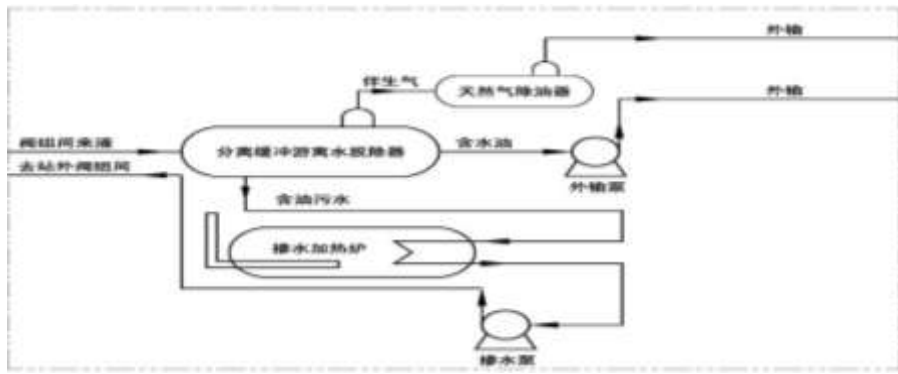 外输
伴生气
天然气除油器
外输
阀组间来液
分离缓冲游离水脱除器
含水油
去站外阀组间
外输泵
含油污水
掺水加热炉
掺水泵